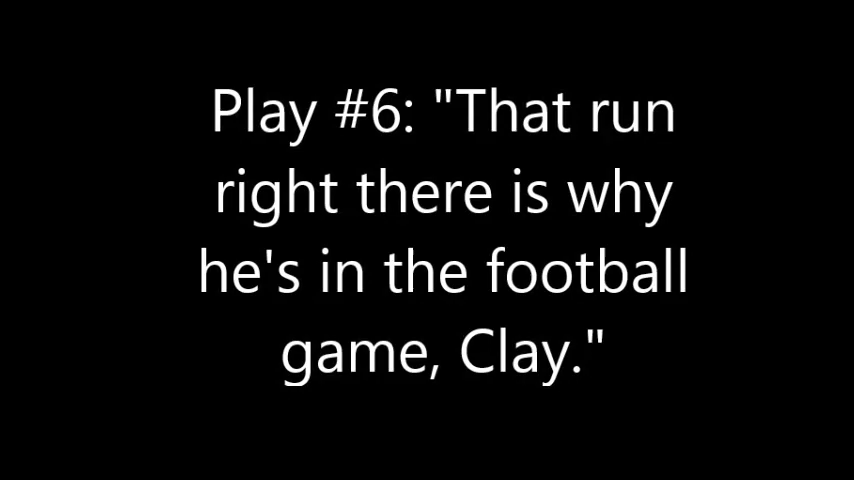 Play #6: "That run
right there is why
he's in the football
game, Clay."